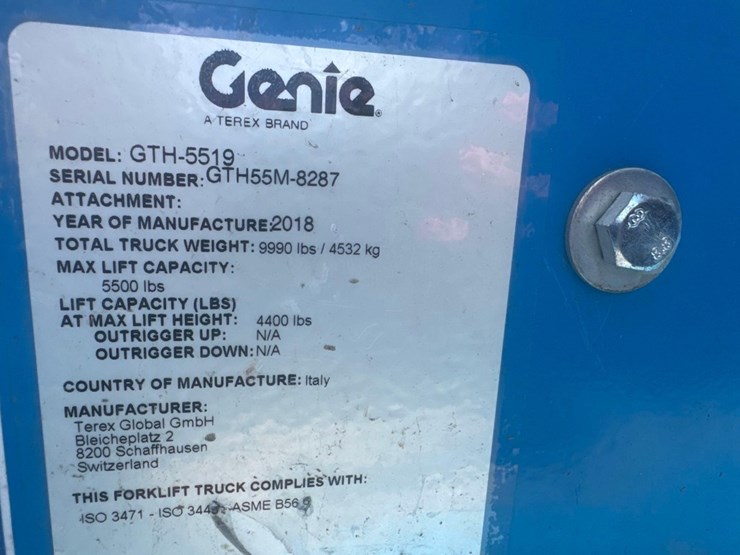 Genie
A TEREX BRAND
MODEL: GTH-5519
SERIAL NUMBER: GTH55M-8287
ATTACHMENT:
YEAR OF MANUFACTURE: 2018
TOTAL TRUCK WEIGHT: 9990 lbs / 4532 kg
MAX LIFT CAPACITY:
5500 lbs
LIFT CAPACITY (LBS)
AT MAX LIFT HEIGHT: 4400 lbs
OUTRIGGER UP: N/A
OUTRIGGER DOWN: N/A
COUNTRY OF MANUFACTURE: Italy
MANUFACTURER:
Terex Global GmbH
Bleicheplatz 2
8200 Schaffhausen
Switzerland
THIS FORKLIFT TRUCK COMPLIES WITH:
ISO 3471 - ISO - ASME